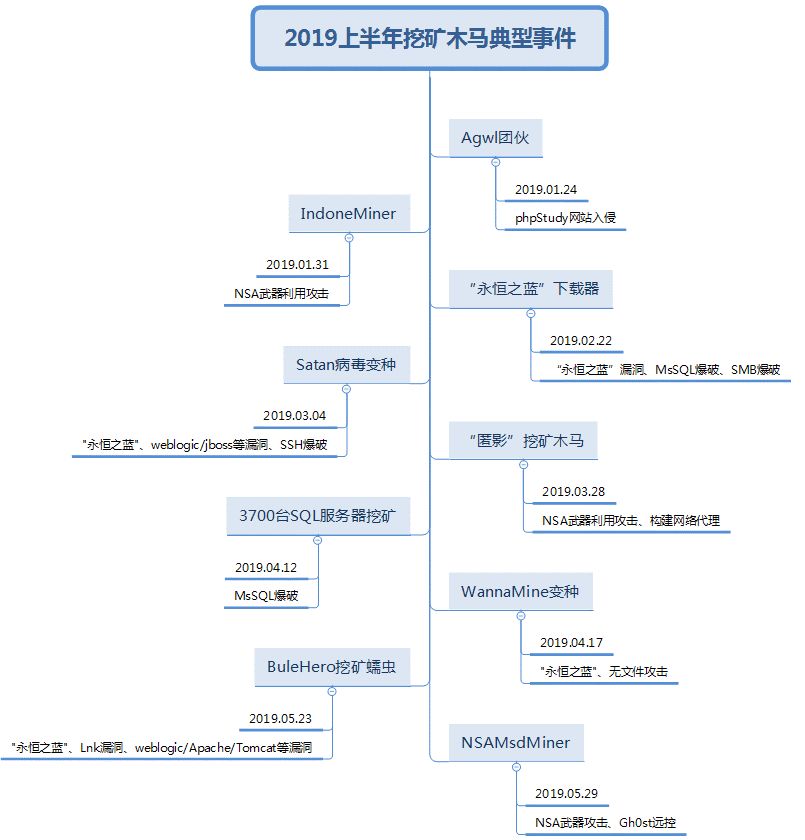 2019上半年挖矿木马典型事件
Agwl团伙
2019.01.24
phpStudy网站入侵
IndoneMiner
2019.01.31
NSA武器利用攻击
“永恒之蓝”下载器
2019.02.22
“永恒之蓝”漏洞、MsSQL爆破、SMB爆破
Satan病毒变种
2019.03.04
"永恒之蓝"、weblogic/jboss等漏洞、SSH爆破
“匿影”挖矿木马
2019.03.28
NSA武器利用攻击、构建网络代理
3700台SQL服务器挖矿
2019.04.12
MsSQL爆破
WannaMine变种
2019.04.17
"永恒之蓝"、无文件攻击
BuleHero挖矿蠕虫
2019.05.23
"永恒之蓝"、Lnk漏洞、weblogic/Apache/Tomcat等漏洞
NSAMsdMiner
2019.05.29
NSA武器攻击、Gh0st远控